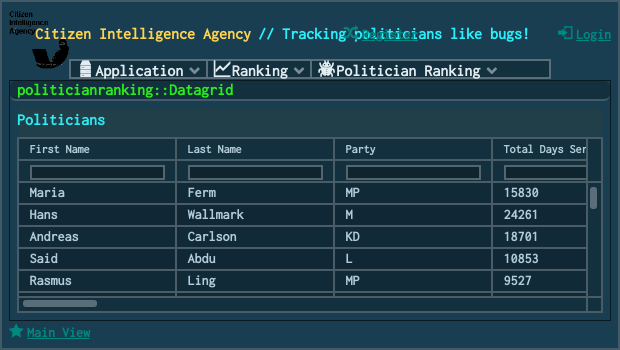 Citizen
Intelligence
Agency
Citizen Intelligence Agency // Tracking politicians like bugs!
Login
Application Ranking Politician Ranking
politicianranking::Datagrid
Politicians
First Name Last Name Party Total Days Ser
Maria Ferm MP 15830
Hans Wallmark M 24261
Andreas Carlson KD 18701
Said Abdu L 10853
Rasmus Ling MP 9527
Main View